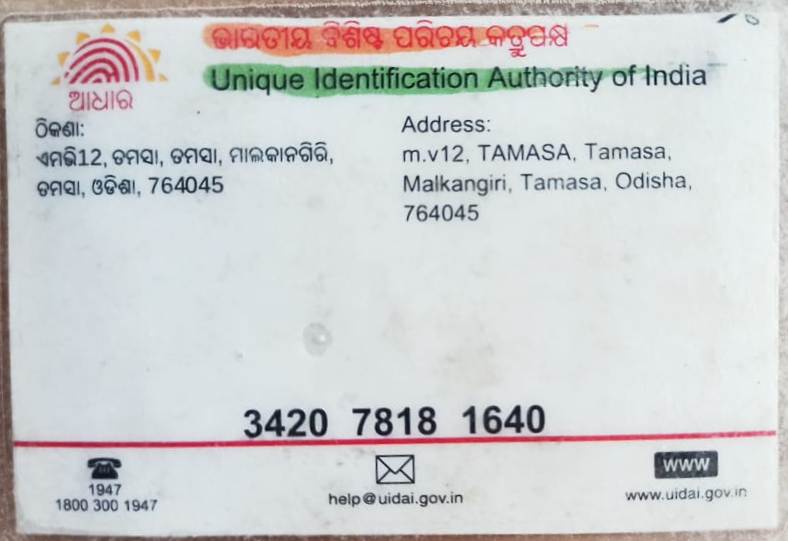 ଭାରତୀୟ ବିଶିଷ୍ଟ ପରିଚୟ କର୍ତ୍ତୃପକ୍ଷ
Unique Identification Authority of India
ଆଧାର
ଠିକଣା:
ଏମଭି12, ତମସା, ତମସା, ମାଲକାନଗିରି,
ତମସା, ଓଡିଶା, 764045
Address:
m.v12, TAMASA, Tamasa,
Malkangiri, Tamasa, Odisha,
764045
3420 7818 1640
1947
1800 300 1947
help@uidai.gov.in
www
www.uidai.gov.in